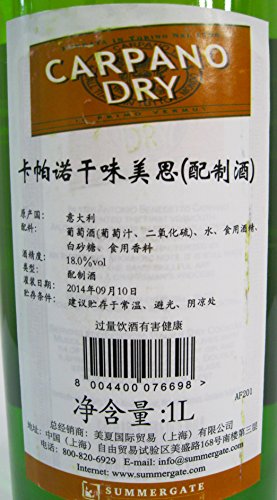 CARPANO
DRY
IL PRIMO VERMUT
卡帕诺干味美思(配制酒)
原产国: 意大利
配料: 葡萄酒(葡萄汁、二氧化硫)、水、食用酒精、
白砂糖、食用香料
酒精度: 18.0%vol
类型: 配制酒
灌装日期: 2014年09月10日
贮存条件: 建议贮存于常温、避光、阴凉处
过量饮酒有害健康
8 004400 076698 >
AF201
净含量:1L
总经销商: 美夏国际贸易（上海）有限公司
地址: 中国（上海）自由贸易试验区美盛路168号南楼第三层
电话: 800-820-6929 E-mail:info@summergate.com
Internet: www.summergate.com
SUMMERGATE